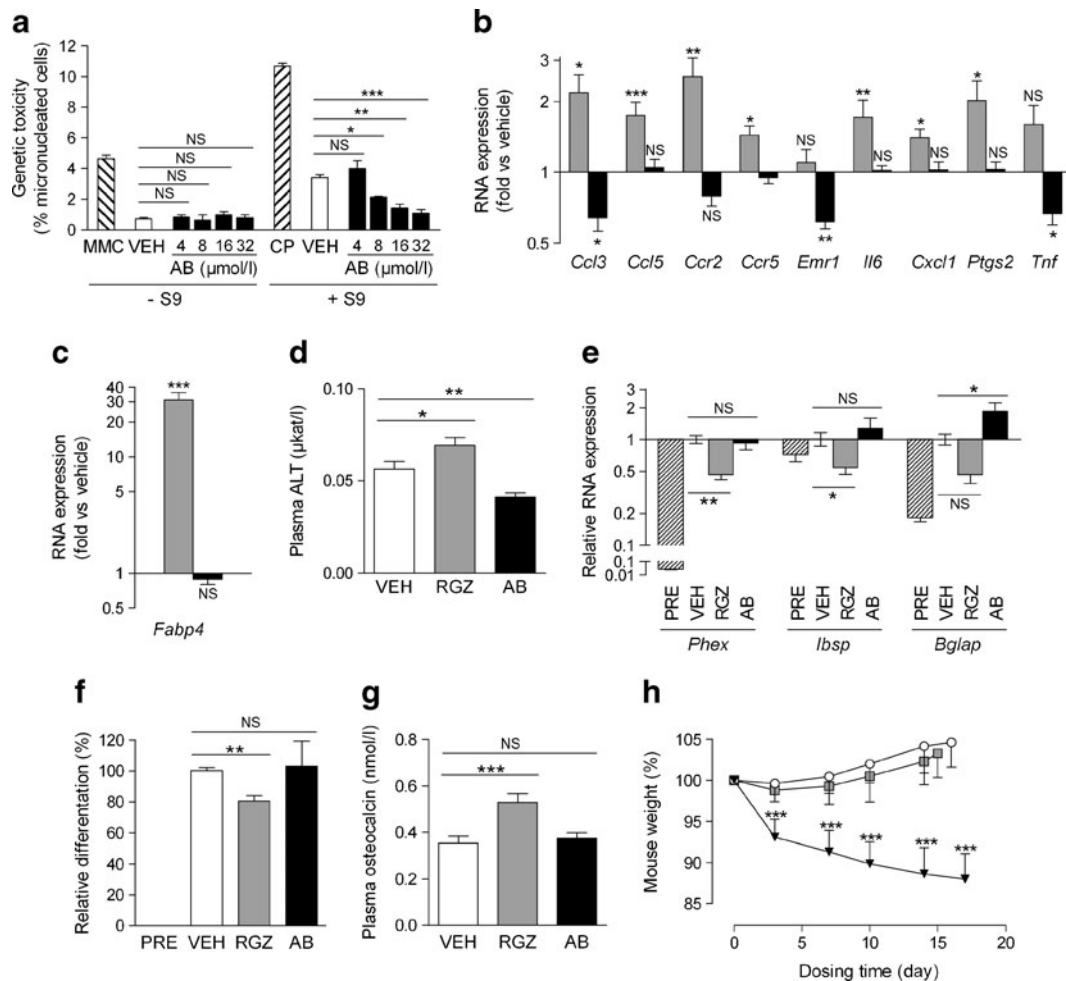 a
Genetic toxicity
(% micronucleated cells)
12
10
8
6
4
2
0
NS
NS
NS
NS
***
**
*
NS
MMC VEH 4 8 16 32 CP VEH 4 8 16 32
AB (µmol/l) AB (µmol/l)
- S9 + S9
b
RNA expression
(fold vs vehicle)
3
2
1
0.5
* *** ** * NS ** * * NS
NS NS NS NS
* NS ** *
Ccl3 Ccl5 Ccr2 Ccr5 Emr1 Il6 Cxcl1 Ptgs2 Tnf
c
RNA expression
(fold vs vehicle)
40
30
20
10
5
1
0.5
***
NS
Fabp4
d
Plasma ALT (µkat/l)
0.10
0.05
0.00
**
*
VEH RGZ AB
e
Relative RNA expression
3
2
1
0.5
0.2
0.1
0.1
0.01
NS NS *
** * NS
PRE VEH RGZ AB PRE VEH RGZ AB PRE VEH RGZ AB
Phex Ibsp Bglap
f
Relative differentation (%)
120
100
80
60
40
20
0
NS
**
PRE VEH RGZ AB
g
Plasma osteocalcin (nmol/l)
0.8
0.6
0.4
0.2
0.0
NS
***
VEH RGZ AB
h
Mouse weight (%)
105
100
95
90
85
*** *** *** *** ***
0 5 10 15 20
Dosing time (day)